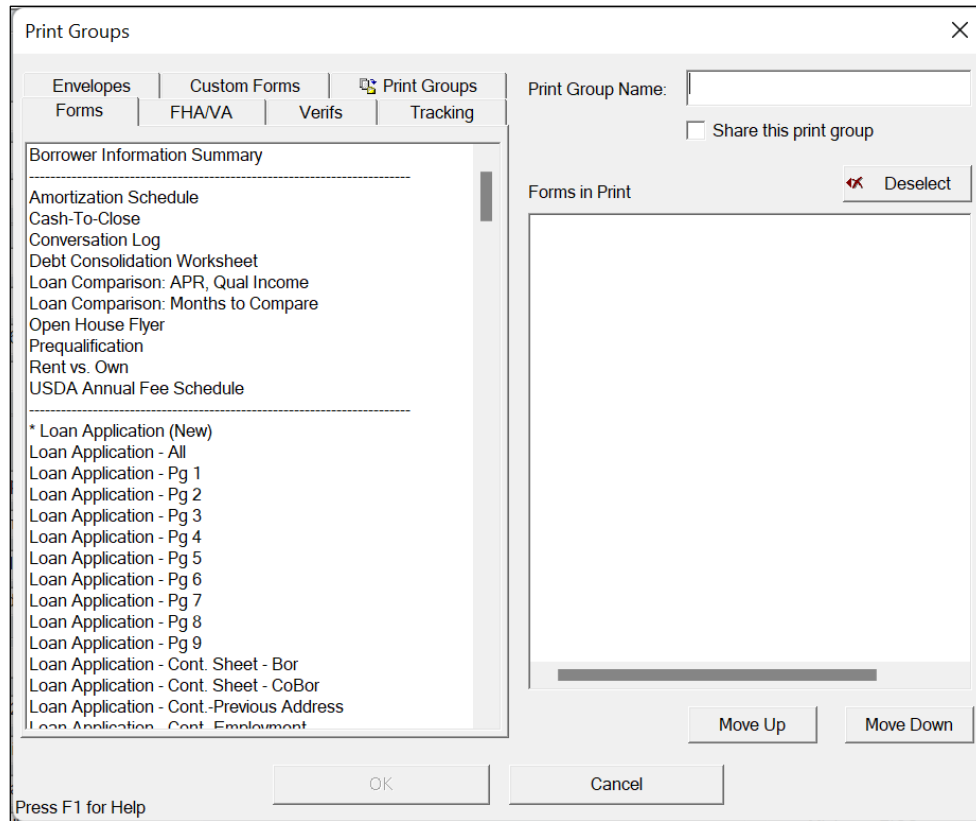 Print Groups
Envelopes
Custom Forms
Print Groups
Forms
FHA/VA
Verifs
Tracking
Borrower Information Summary
--------------------------------------------------------------------------
Amortization Schedule
Cash-To-Close
Conversation Log
Debt Consolidation Worksheet
Loan Comparison: APR, Qual Income
Loan Comparison: Months to Compare
Open House Flyer
Prequalification
Rent vs. Own
USDA Annual Fee Schedule
--------------------------------------------------------------------------
* Loan Application (New)
Loan Application - All
Loan Application - Pg 1
Loan Application - Pg 2
Loan Application - Pg 3
Loan Application - Pg 4
Loan Application - Pg 5
Loan Application - Pg 6
Loan Application - Pg 7
Loan Application - Pg 8
Loan Application - Pg 9
Loan Application - Cont. Sheet - Bor
Loan Application - Cont. Sheet - CoBor
Loan Application - Cont.-Previous Address
Loan Application - Cont. Employment
Print Group Name:
Share this print group
Forms in Print
Deselect
Move Up
Move Down
OK
Cancel
Press F1 for Help